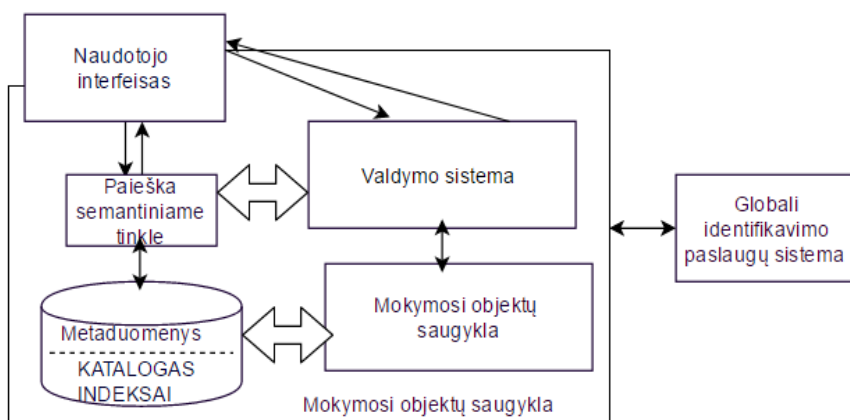 Naudotojo
interfeisas
Paieška
semantiniame
tinkle
Valdymo sistema
Globali
identifikavimo
paslaugų sistema
Metaduomenys
KATALOGAS
INDEKSAI
Mokymosi objektų
saugykla
Mokymosi objektų saugykla